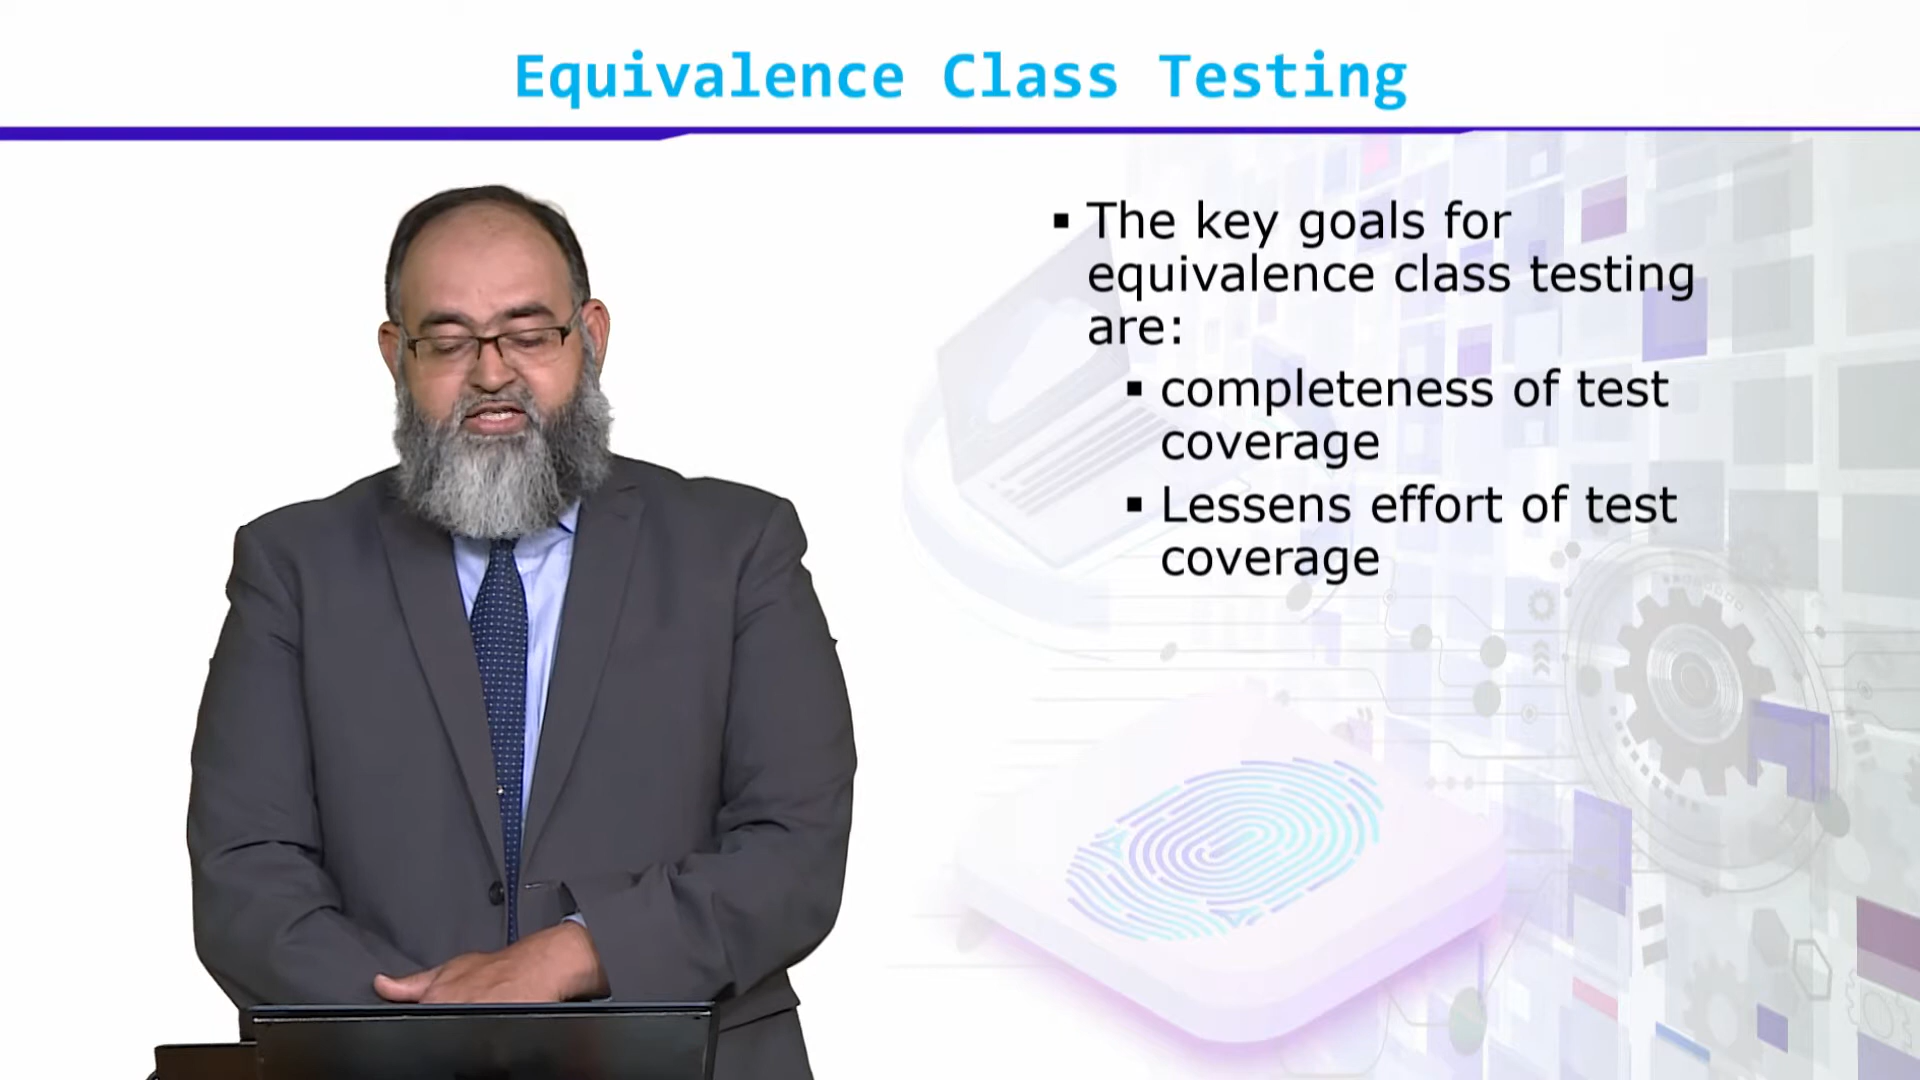 Equivalence Class Testing
▪ The key goals for
equivalence class testing
are:
▪ completeness of test
coverage
▪ Lessens effort of test
coverage